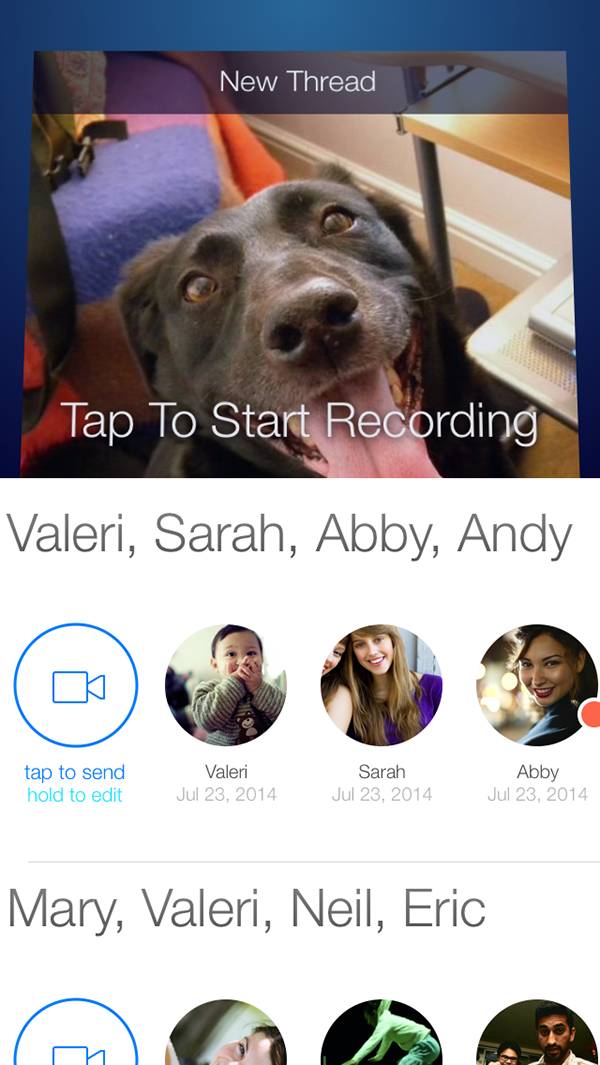 New Thread
Tap To Start Recording
Valeri, Sarah, Abby, Andy
tap to send
hold to edit
Valeri
Jul 23, 2014
Sarah
Jul 23, 2014
Abby
Jul 23, 2014
Mary, Valeri, Neil, Eric